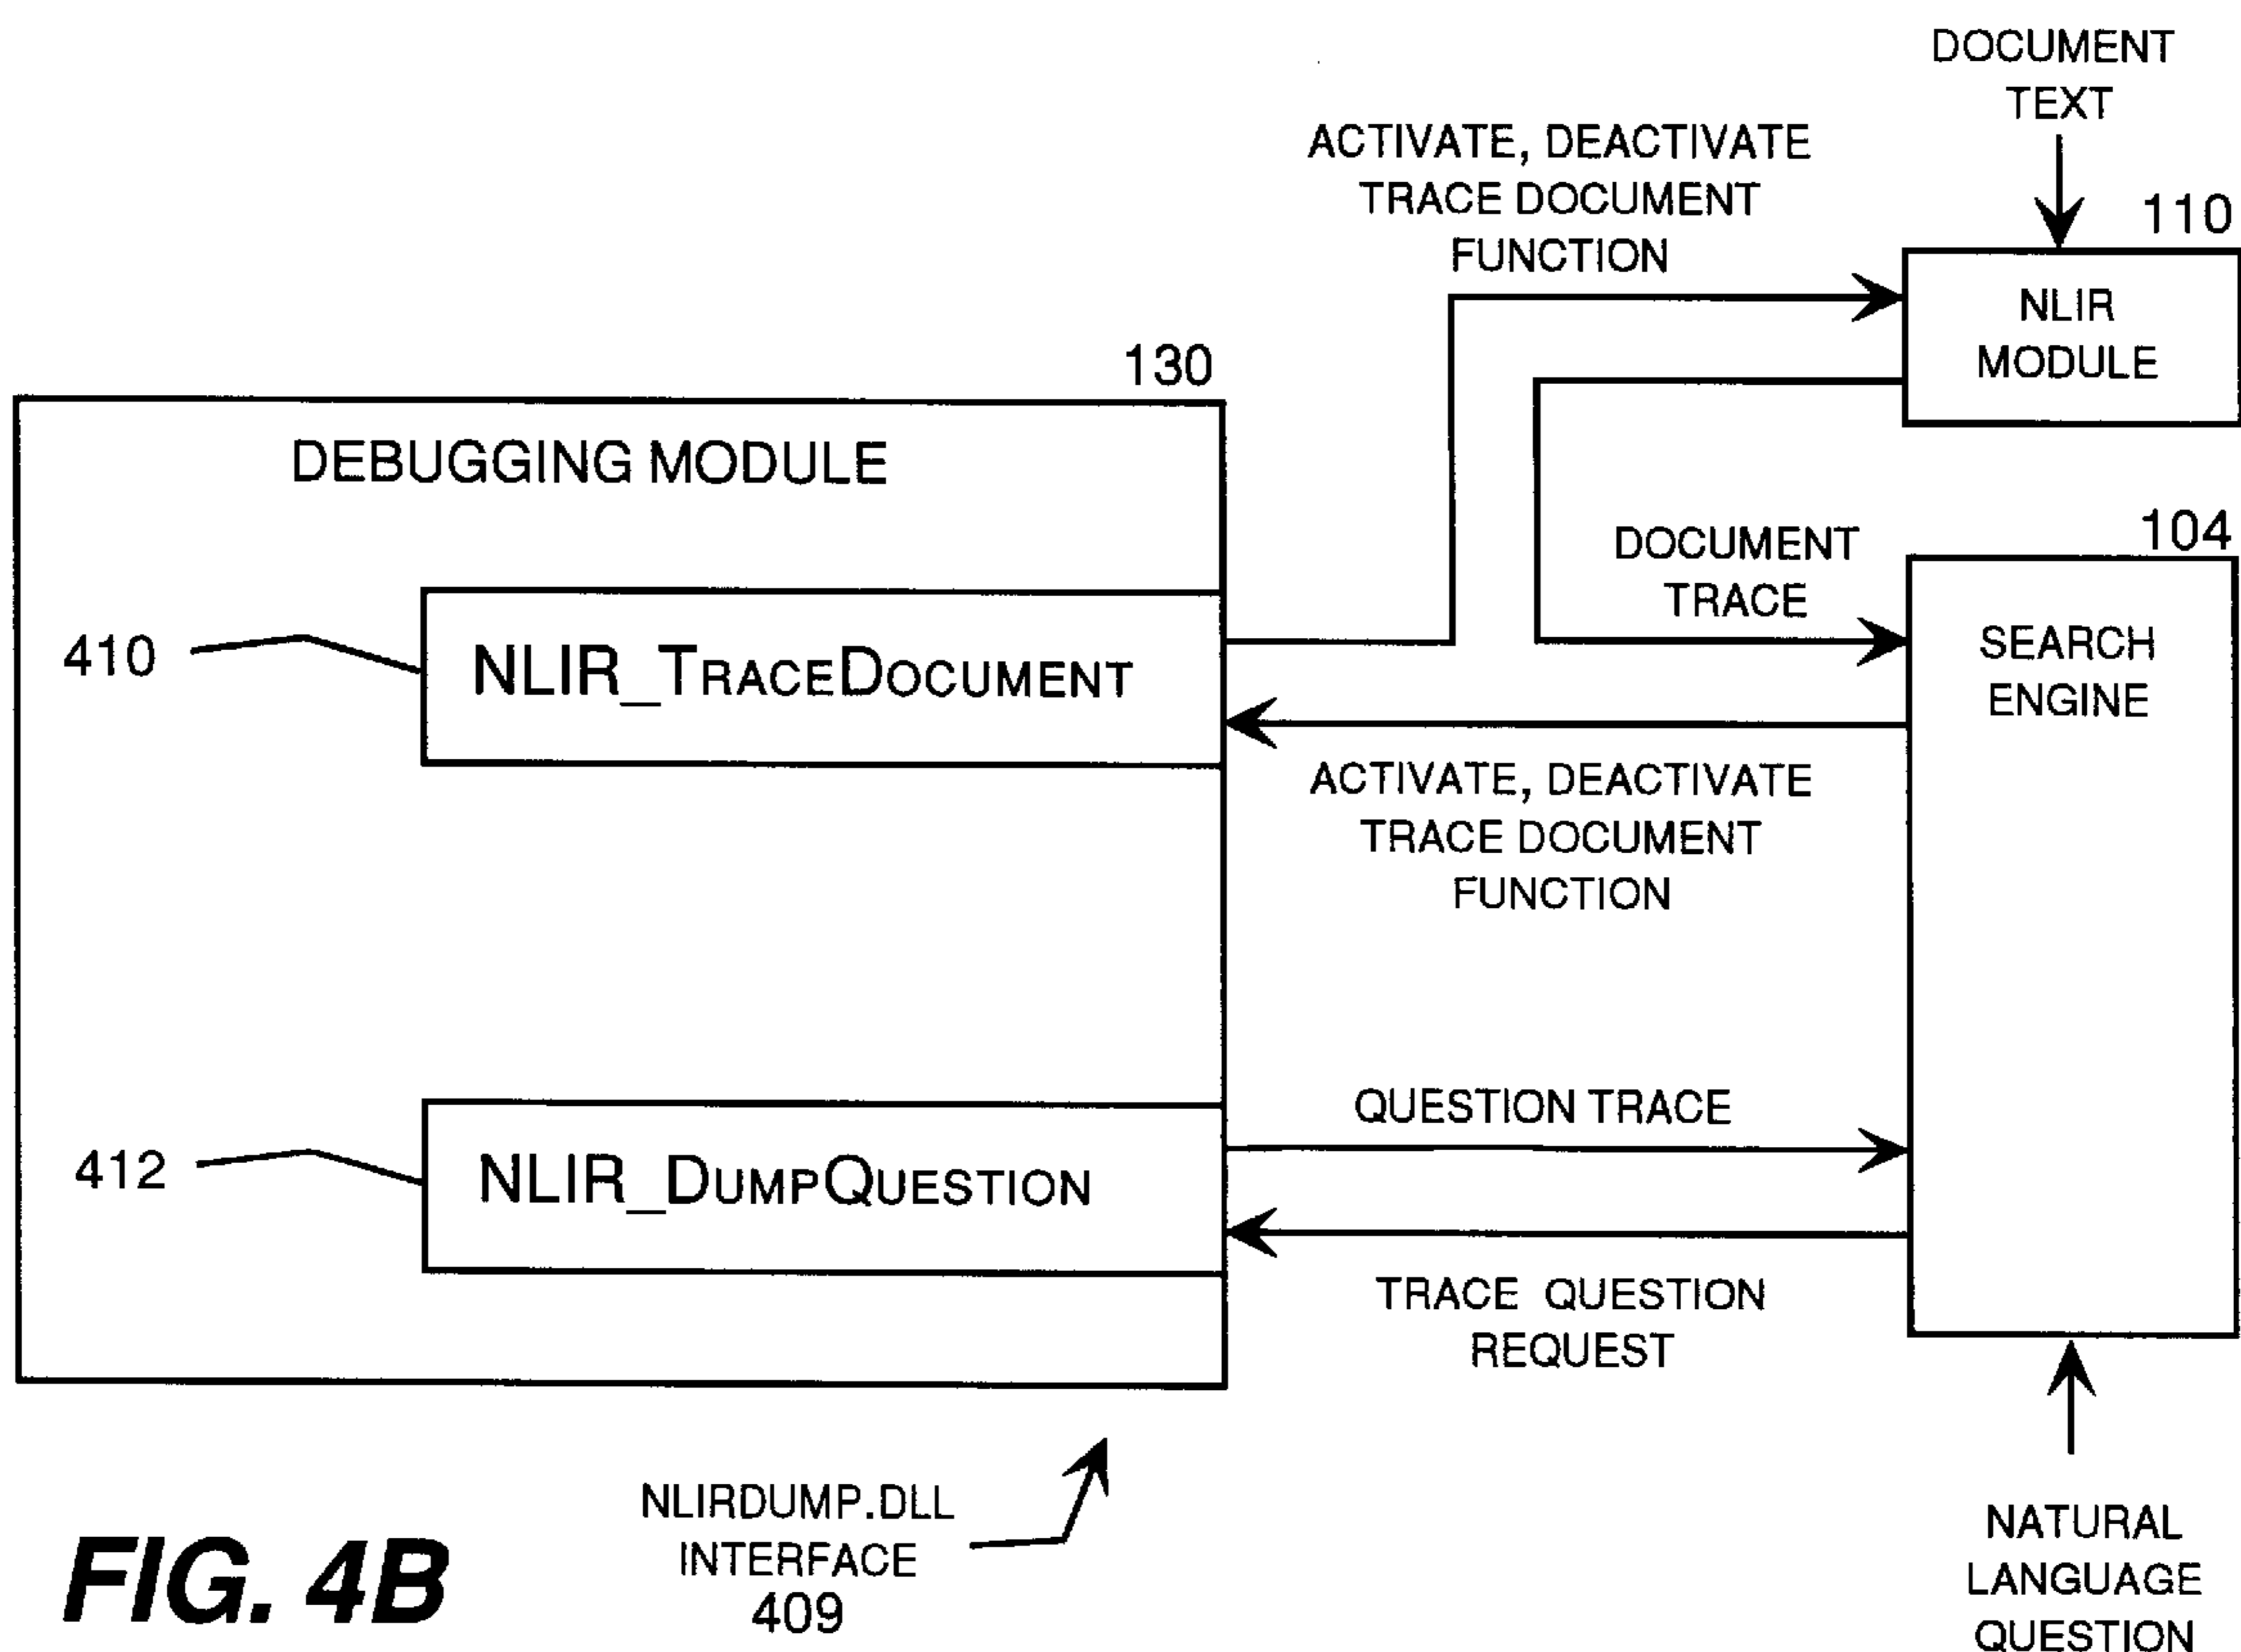 DOCUMENT
TEXT
ACTIVATE, DEACTIVATE
TRACE DOCUMENT
FUNCTION
110
NLIR
MODULE
130
DEBUGGING MODULE
DOCUMENT
TRACE
104
SEARCH
ENGINE
410
NLIR_TRACEDOCUMENT
ACTIVATE, DEACTIVATE
TRACE DOCUMENT
FUNCTION
QUESTION TRACE
412
NLIR_DUMPQUESTION
TRACE QUESTION
REQUEST
NLIRDUMP.DLL
INTERFACE
409
NATURAL
LANGUAGE
QUESTION
FIG. 4B